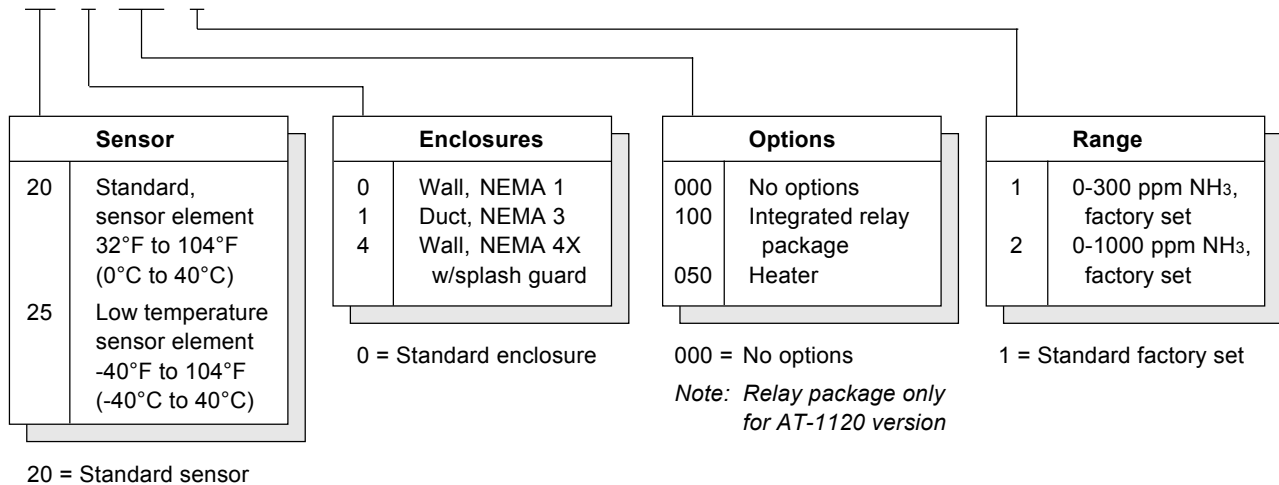 Sensor
20 Standard,
sensor element
32°F to 104°F
(0°C to 40°C)
25 Low temperature
sensor element
-40°F to 104°F
(-40°C to 40°C)
20 = Standard sensor
Enclosures
0 Wall, NEMA 1
1 Duct, NEMA 3
4 Wall, NEMA 4X
w/splash guard
0 = Standard enclosure
Options
000 No options
100 Integrated relay
package
050 Heater
000 = No options
Note: Relay package only
for AT-1120 version
Range
1 0-300 ppm NH3,
factory set
2 0-1000 ppm NH3,
factory set
1 = Standard factory set